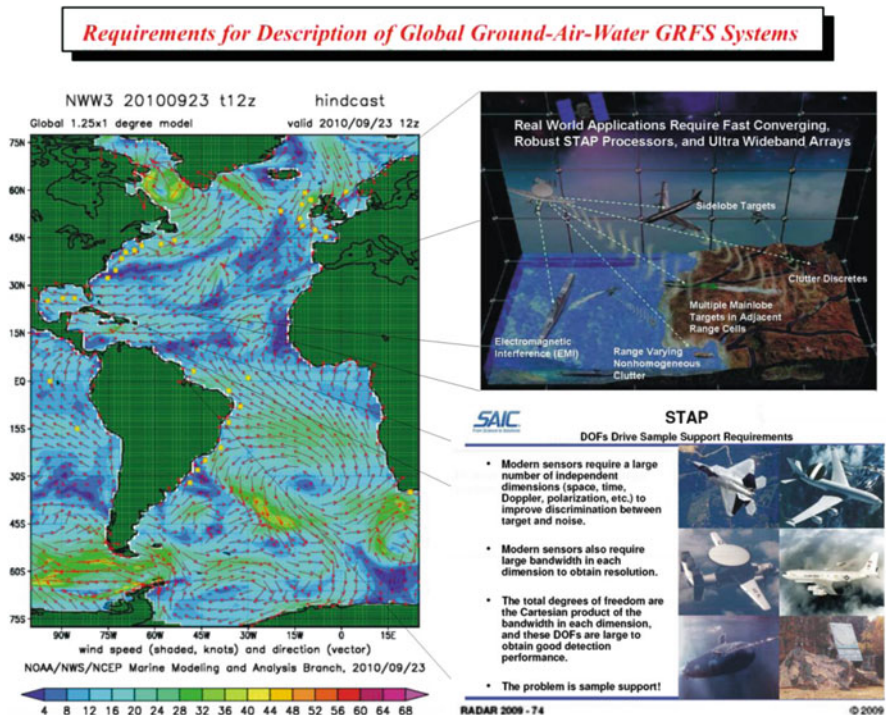 Requirements for Description of Global Ground-Air-Water GRFS Systems
NWW3 20100923 t12z hindcast
Global 1.25x1 degree model valid 2010/09/23 12z
75N
60N
45N
30N
15N
EQ
15S
30S
45S
60S
75S
90W 75W 60W 45W 30W 15W 0 15E
wind speed (shaded, knots) and direction (vector)
NOAA/NWS/NCEP Marine Modeling and Analysis Branch, 2010/09/23
4 8 12 16 20 24 28 32 36 40 44 48 52 56 60 64 68
Real World Applications Require Fast Converging,
Robust STAP Processors, and Ultra Wideband Arrays
Sidelobe Targets
Clutter Discretes
Multiple Mainlobe
Targets in Adjacent
Range Cells
Electromagnetic
Interference (EMI)
Range Varying
Nonhomogeneous
Clutter
SAIC
STAP
DOFs Drive Sample Support Requirements
• Modern sensors require a large
number of independent
dimensions (space, time,
Doppler, polarization, etc.) to
improve discrimination between
target and noise.
• Modern sensors also require
large bandwidth in each
dimension to obtain resolution.
• The total degrees of freedom are
the Cartesian product of the
bandwidth in each dimension,
and these DOFs are large to
obtain good detection
performance.
• The problem is sample support!
RADAR 2009 - 74 © 2009